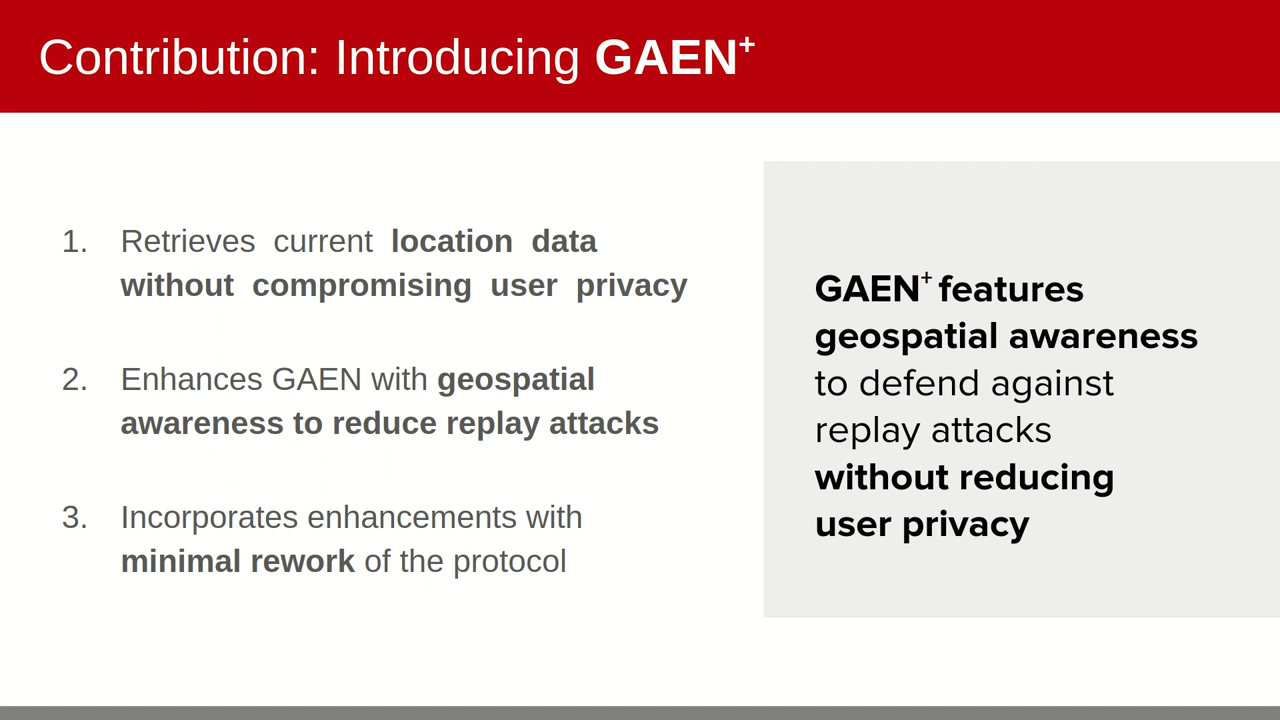 Contribution: Introducing GAEN⁺
1. Retrieves current location data
without compromising user privacy
2. Enhances GAEN with geospatial
awareness to reduce replay attacks
3. Incorporates enhancements with
minimal rework of the protocol
GAEN⁺ features
geospatial awareness
to defend against
replay attacks
without reducing
user privacy